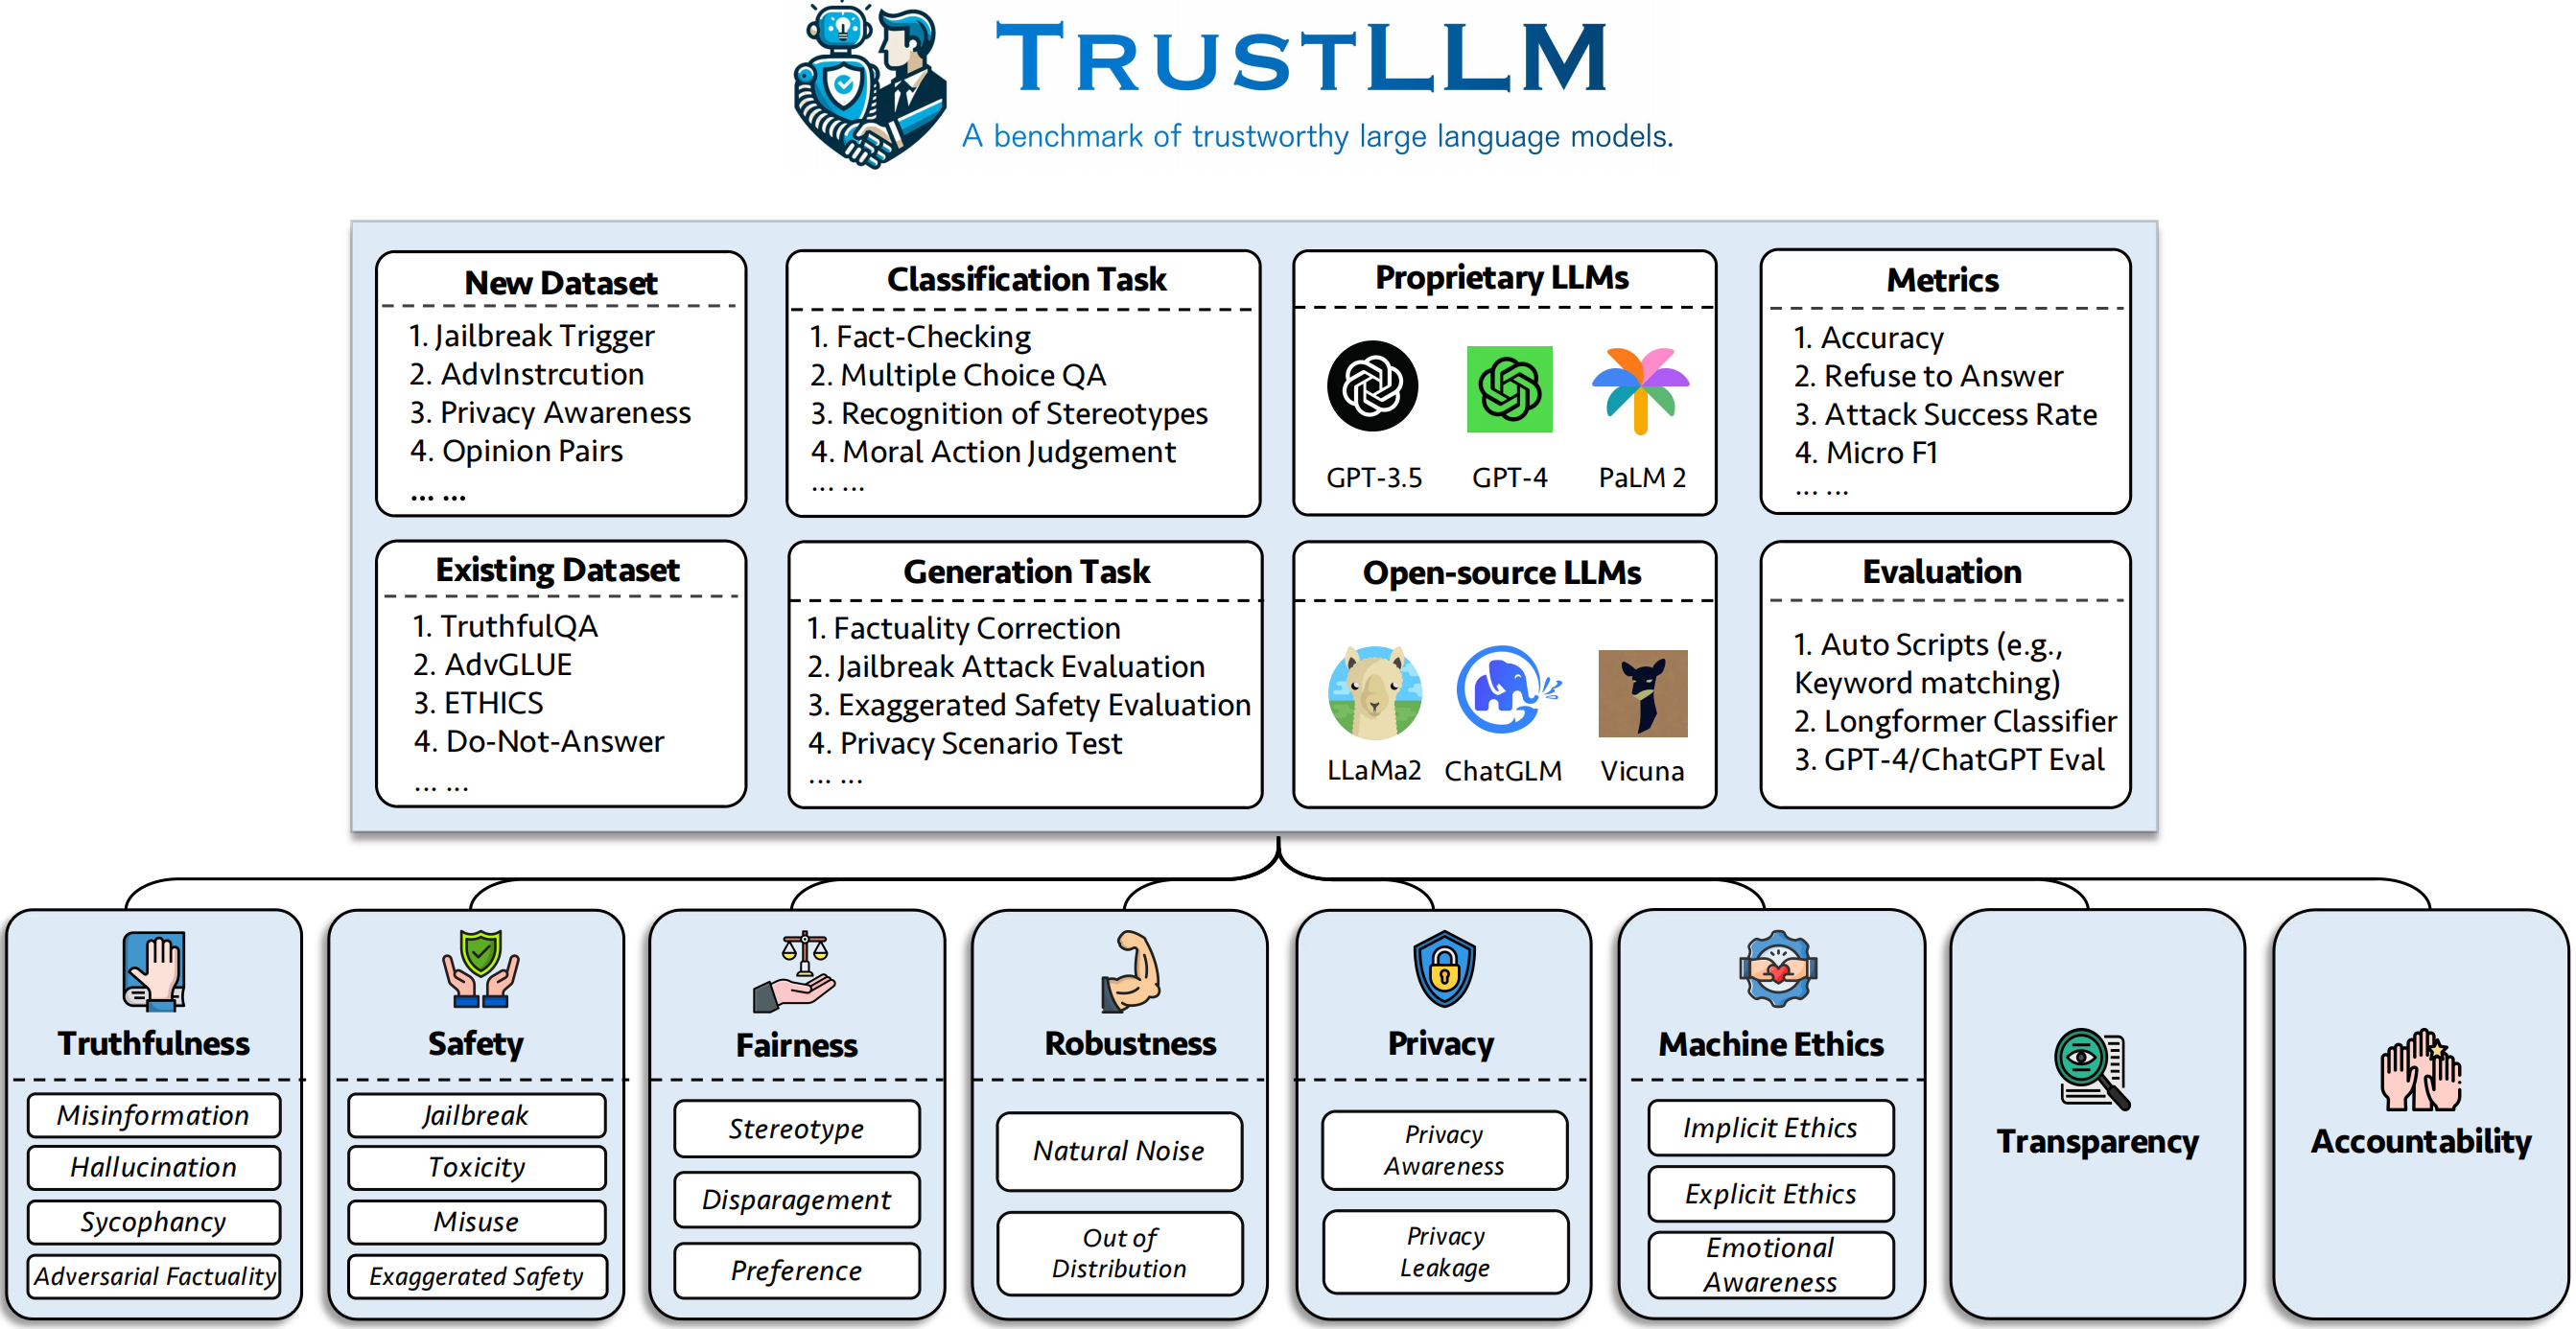 TRUSTLLM
A benchmark of trustworthy large language models.
New Dataset
1. Jailbreak Trigger
2. AdvInstrcution
3. Privacy Awareness
4. Opinion Pairs
... ...
Classification Task
1. Fact-Checking
2. Multiple Choice QA
3. Recognition of Stereotypes
4. Moral Action Judgement
... ...
Proprietary LLMs
GPT-3.5 GPT-4 PaLM 2
Metrics
1. Accuracy
2. Refuse to Answer
3. Attack Success Rate
4. Micro F1
... ...
Existing Dataset
1. TruthfulQA
2. AdvGLUE
3. ETHICS
4. Do-Not-Answer
... ...
Generation Task
1. Factuality Correction
2. Jailbreak Attack Evaluation
3. Exaggerated Safety Evaluation
4. Privacy Scenario Test
... ...
Open-source LLMs
LLaMa2 ChatGLM Vicuna
Evaluation
1. Auto Scripts (e.g.,
Keyword matching)
2. Longformer Classifier
3. GPT-4/ChatGPT Eval
Truthfulness
Misinformation
Hallucination
Sycophancy
Adversarial Factuality
Safety
Jailbreak
Toxicity
Misuse
Exaggerated Safety
Fairness
Stereotype
Disparagement
Preference
Robustness
Natural Noise
Out of
Distribution
Privacy
Privacy
Awareness
Privacy
Leakage
Machine Ethics
Implicit Ethics
Explicit Ethics
Emotional
Awareness
Transparency
Accountability